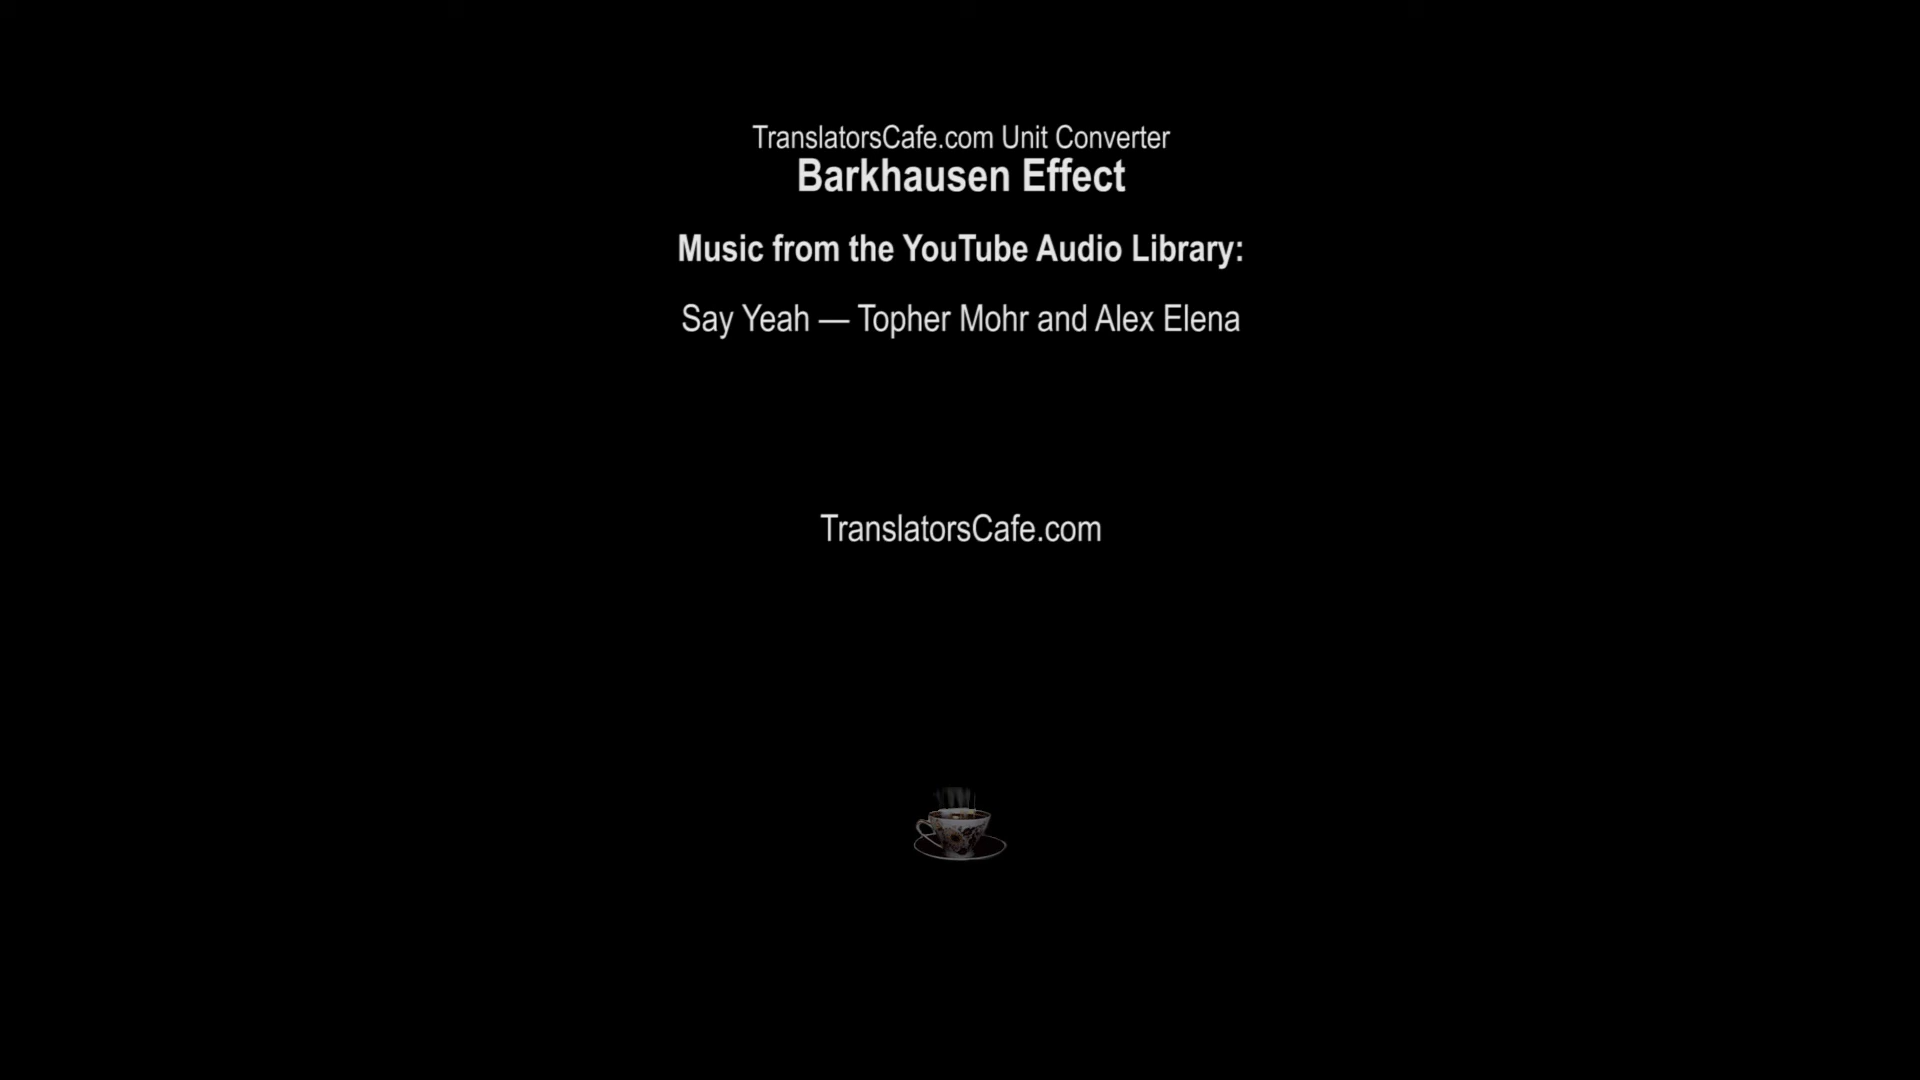 TranslatorsCafe.com Unit Converter
Barkhausen Effect
Music from the YouTube Audio Library:
Say Yeah — Topher Mohr and Alex Elena
TranslatorsCafe.com